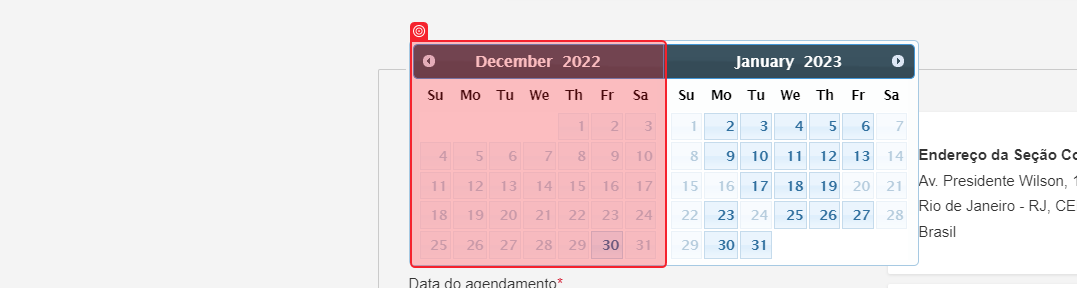 December 2022
Su Mo Tu We Th Fr Sa
1 2 3
4 5 6 7 8 9 10
11 12 13 14 15 16 17
18 19 20 21 22 23 24
25 26 27 28 29 30 31
January 2023
Su Mo Tu We Th Fr Sa
1 2 3 4 5 6 7
8 9 10 11 12 13 14
15 16 17 18 19 20 21
22 23 24 25 26 27 28
29 30 31
Endereço da Seção Co
Av. Presidente Wilson, 1
Rio de Janeiro - RJ, CE
Brasil
Data do agendamento*